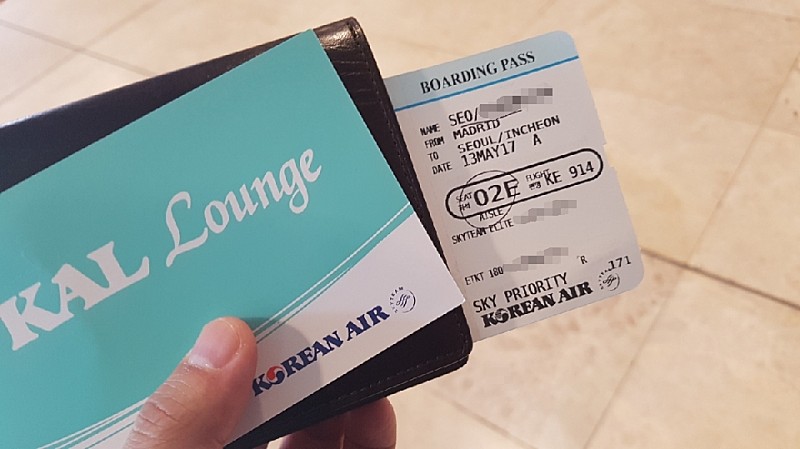 KAL Lounge
KOREAN AIR
BOARDING PASS
NAME SEO/
FROM MADRID
TO SEOUL/INCHEON
DATE 13MAY17 A
SEAT 02E FLIGHT KE 914
AISLE
SKYTEAM ELITE
ETKT 180
R 171
SKY PRIORITY
KOREAN AIR